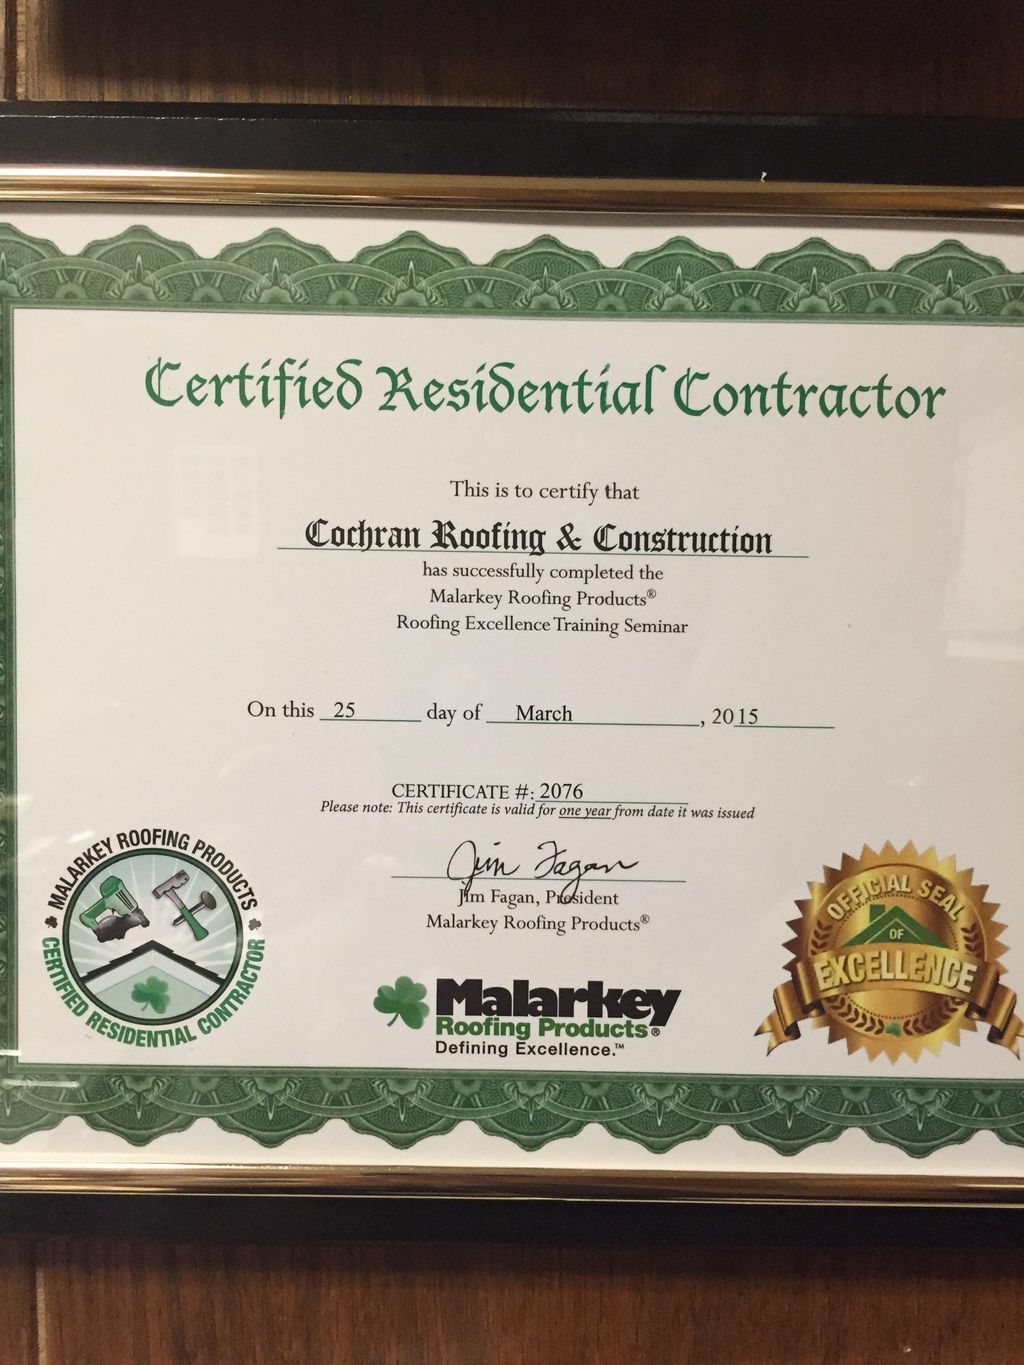 Certified Residential Contractor
This is to certify that
Cochran Roofing & Construction
has successfully completed the
Malarkey Roofing Products®
Roofing Excellence Training Seminar
On this 25 day of March, 2015
CERTIFICATE #: 2076
Please note: This certificate is valid for one year from date it was issued
Jim Fagan
Jim Fagan, President
Malarkey Roofing Products®
MALARKEY ROOFING PRODUCTS
CERTIFIED RESIDENTIAL CONTRACTOR
Malarkey
Roofing Products®
Defining Excellence.™
OFFICIAL SEAL
OF
EXCELLENCE